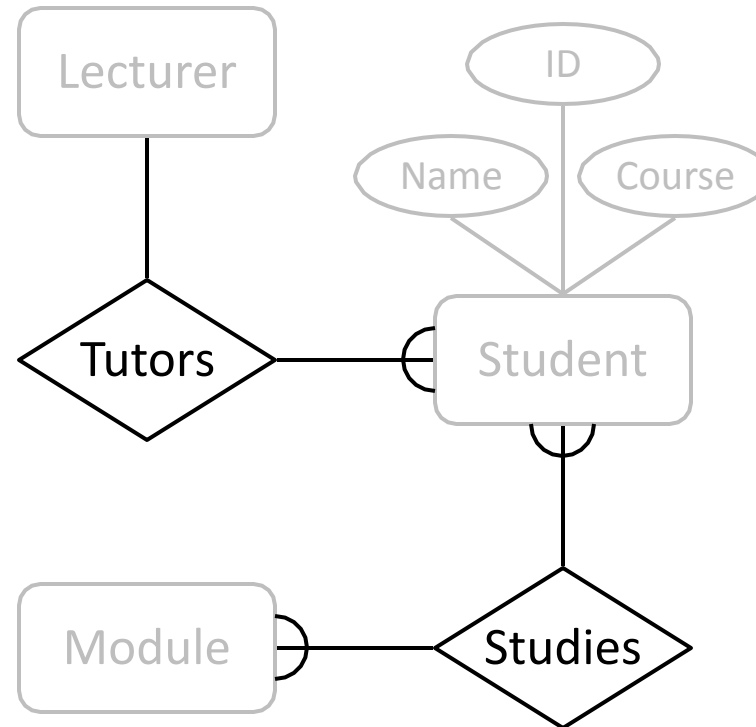 Lecturer
ID
Name
Course
Tutors
Student
Module
Studies